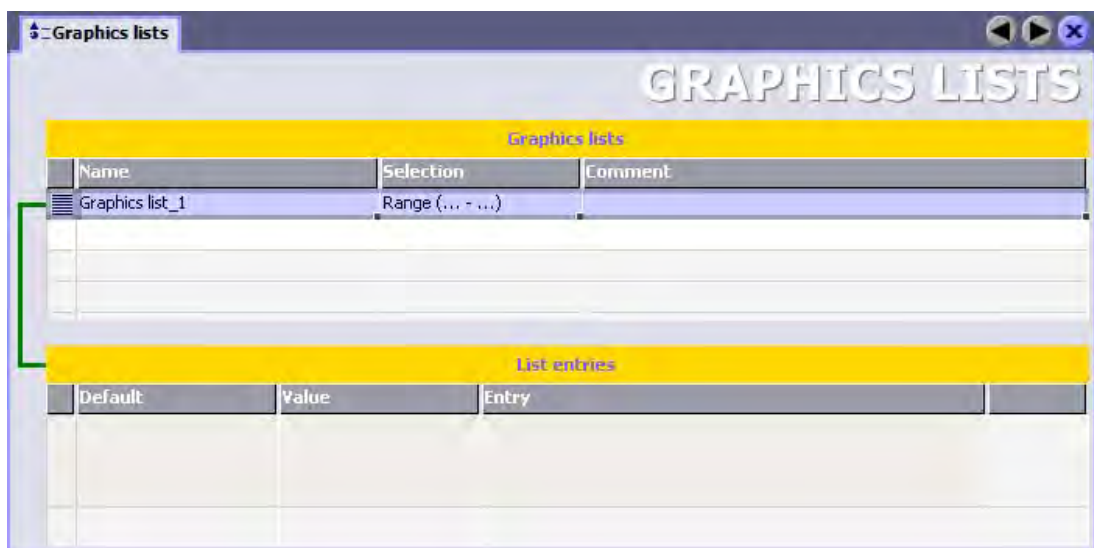 Graphics lists
GRAPHICS LISTS
Graphics lists
Name Selection Comment
Graphics list_1 Range (... - ...)
List entries
Default Value Entry